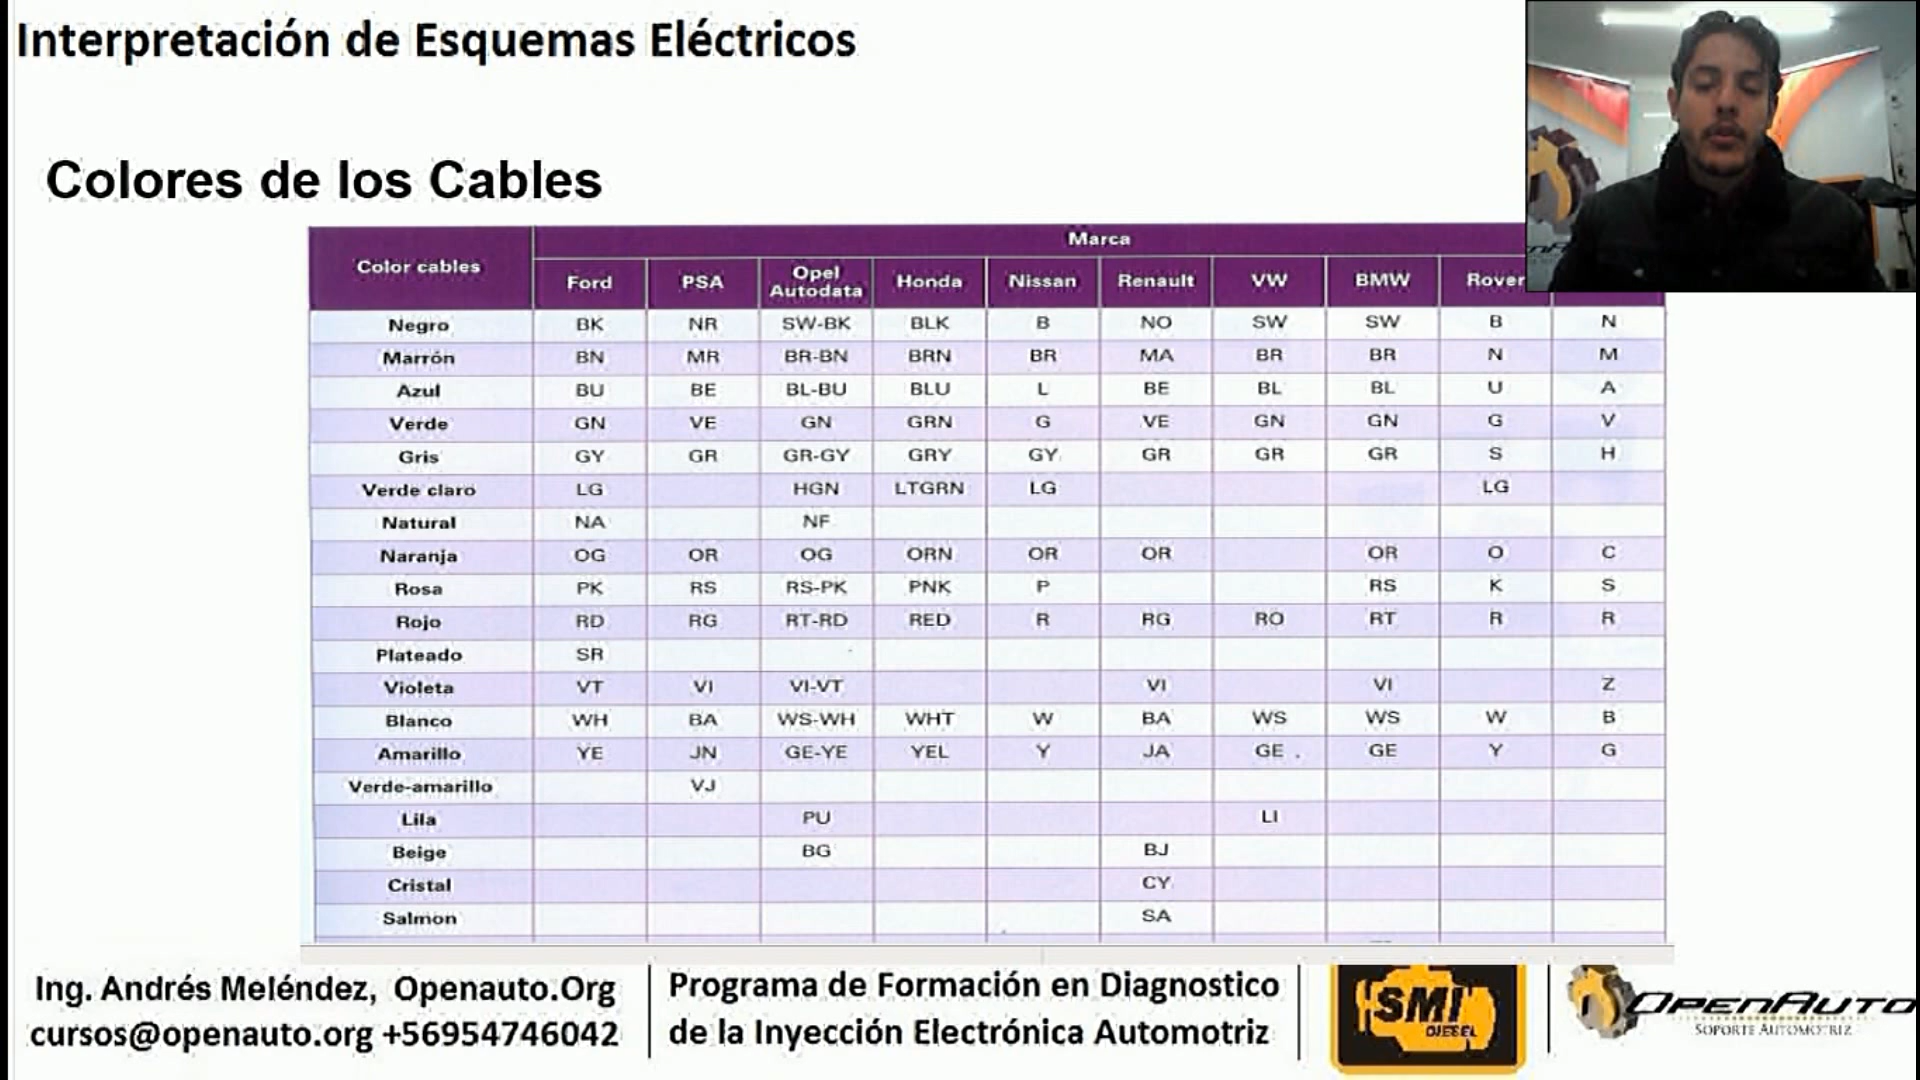 Interpretación de Esquemas Eléctricos
Colores de los Cables
Color cables Marca
Ford PSA Opel Autodata Honda Nissan Renault VW BMW Rover
Negro BK NR SW-BK BLK B NO SW SW B N
Marrón BN MR BR-BN BRN BR MA BR BR N M
Azul BU BE BL-BU BLU L BE BL BL U A
Verde GN VE GN GRN G VE GN GN G V
Gris GY GR GR-GY GRY GY GR GR GR S H
Verde claro LG HGN LTGRN LG LG
Natural NA NF
Naranja OG OR OG ORN OR OR OR O C
Rosa PK RS RS-PK PNK P RS K S
Rojo RD RG RT-RD RED R RG RO RT R R
Plateado SR
Violeta VT VI VI-VT VI VI Z
Blanco WH BA WS-WH WHT W BA WS WS W B
Amarillo YE JN GE-YE YEL Y JA GE GE Y G
Verde-amarillo VJ
Lila PU LI
Beige BG BJ
Cristal CY
Salmon SA
Ing. Andrés Meléndez, Openauto.Org
cursos@openauto.org +56954746042
Programa de Formación en Diagnostico
de la Inyección Electrónica Automotriz
SMI
DIESEL
OPENAUTO
SOPORTE AUTOMOTRIZ